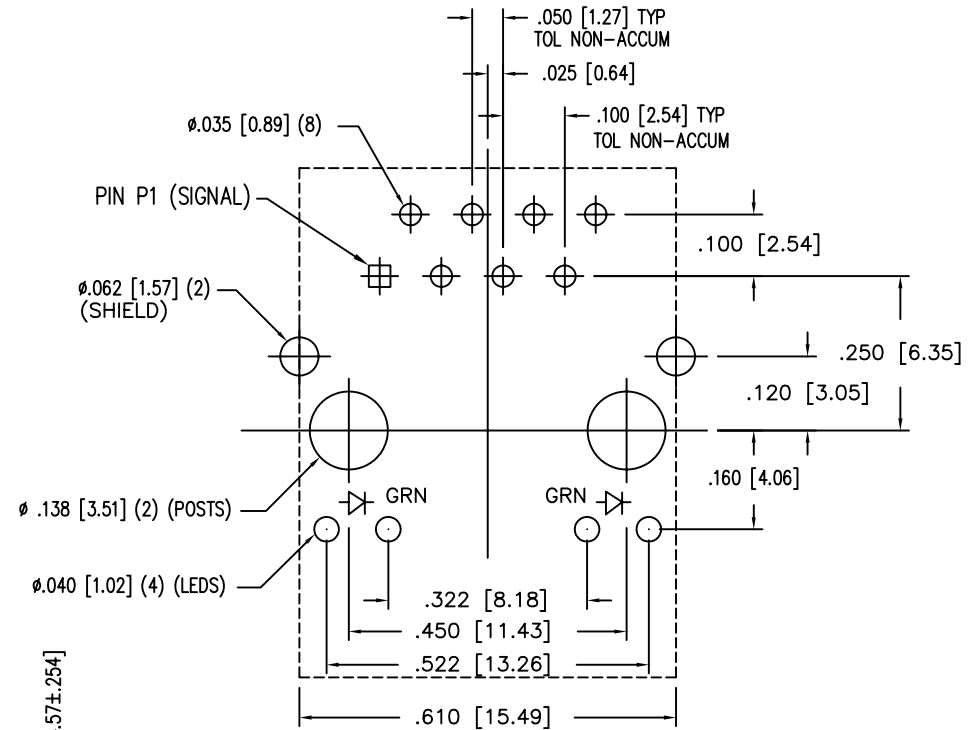 .050 [1.27] TYP
TOL NON-ACCUM
.025 [0.64]
.100 [2.54] TYP
TOL NON-ACCUM
ø.035 [0.89] (8)
PIN P1 (SIGNAL)
.100 [2.54]
ø.062 [1.57] (2)
(SHIELD)
.250 [6.35]
.120 [3.05]
.160 [4.06]
GRN
GRN
ø .138 [3.51] (2) (POSTS)
ø.040 [1.02] (4) (LEDS)
.322 [8.18]
.450 [11.43]
.522 [13.26]
.610 [15.49]
.57±.254]